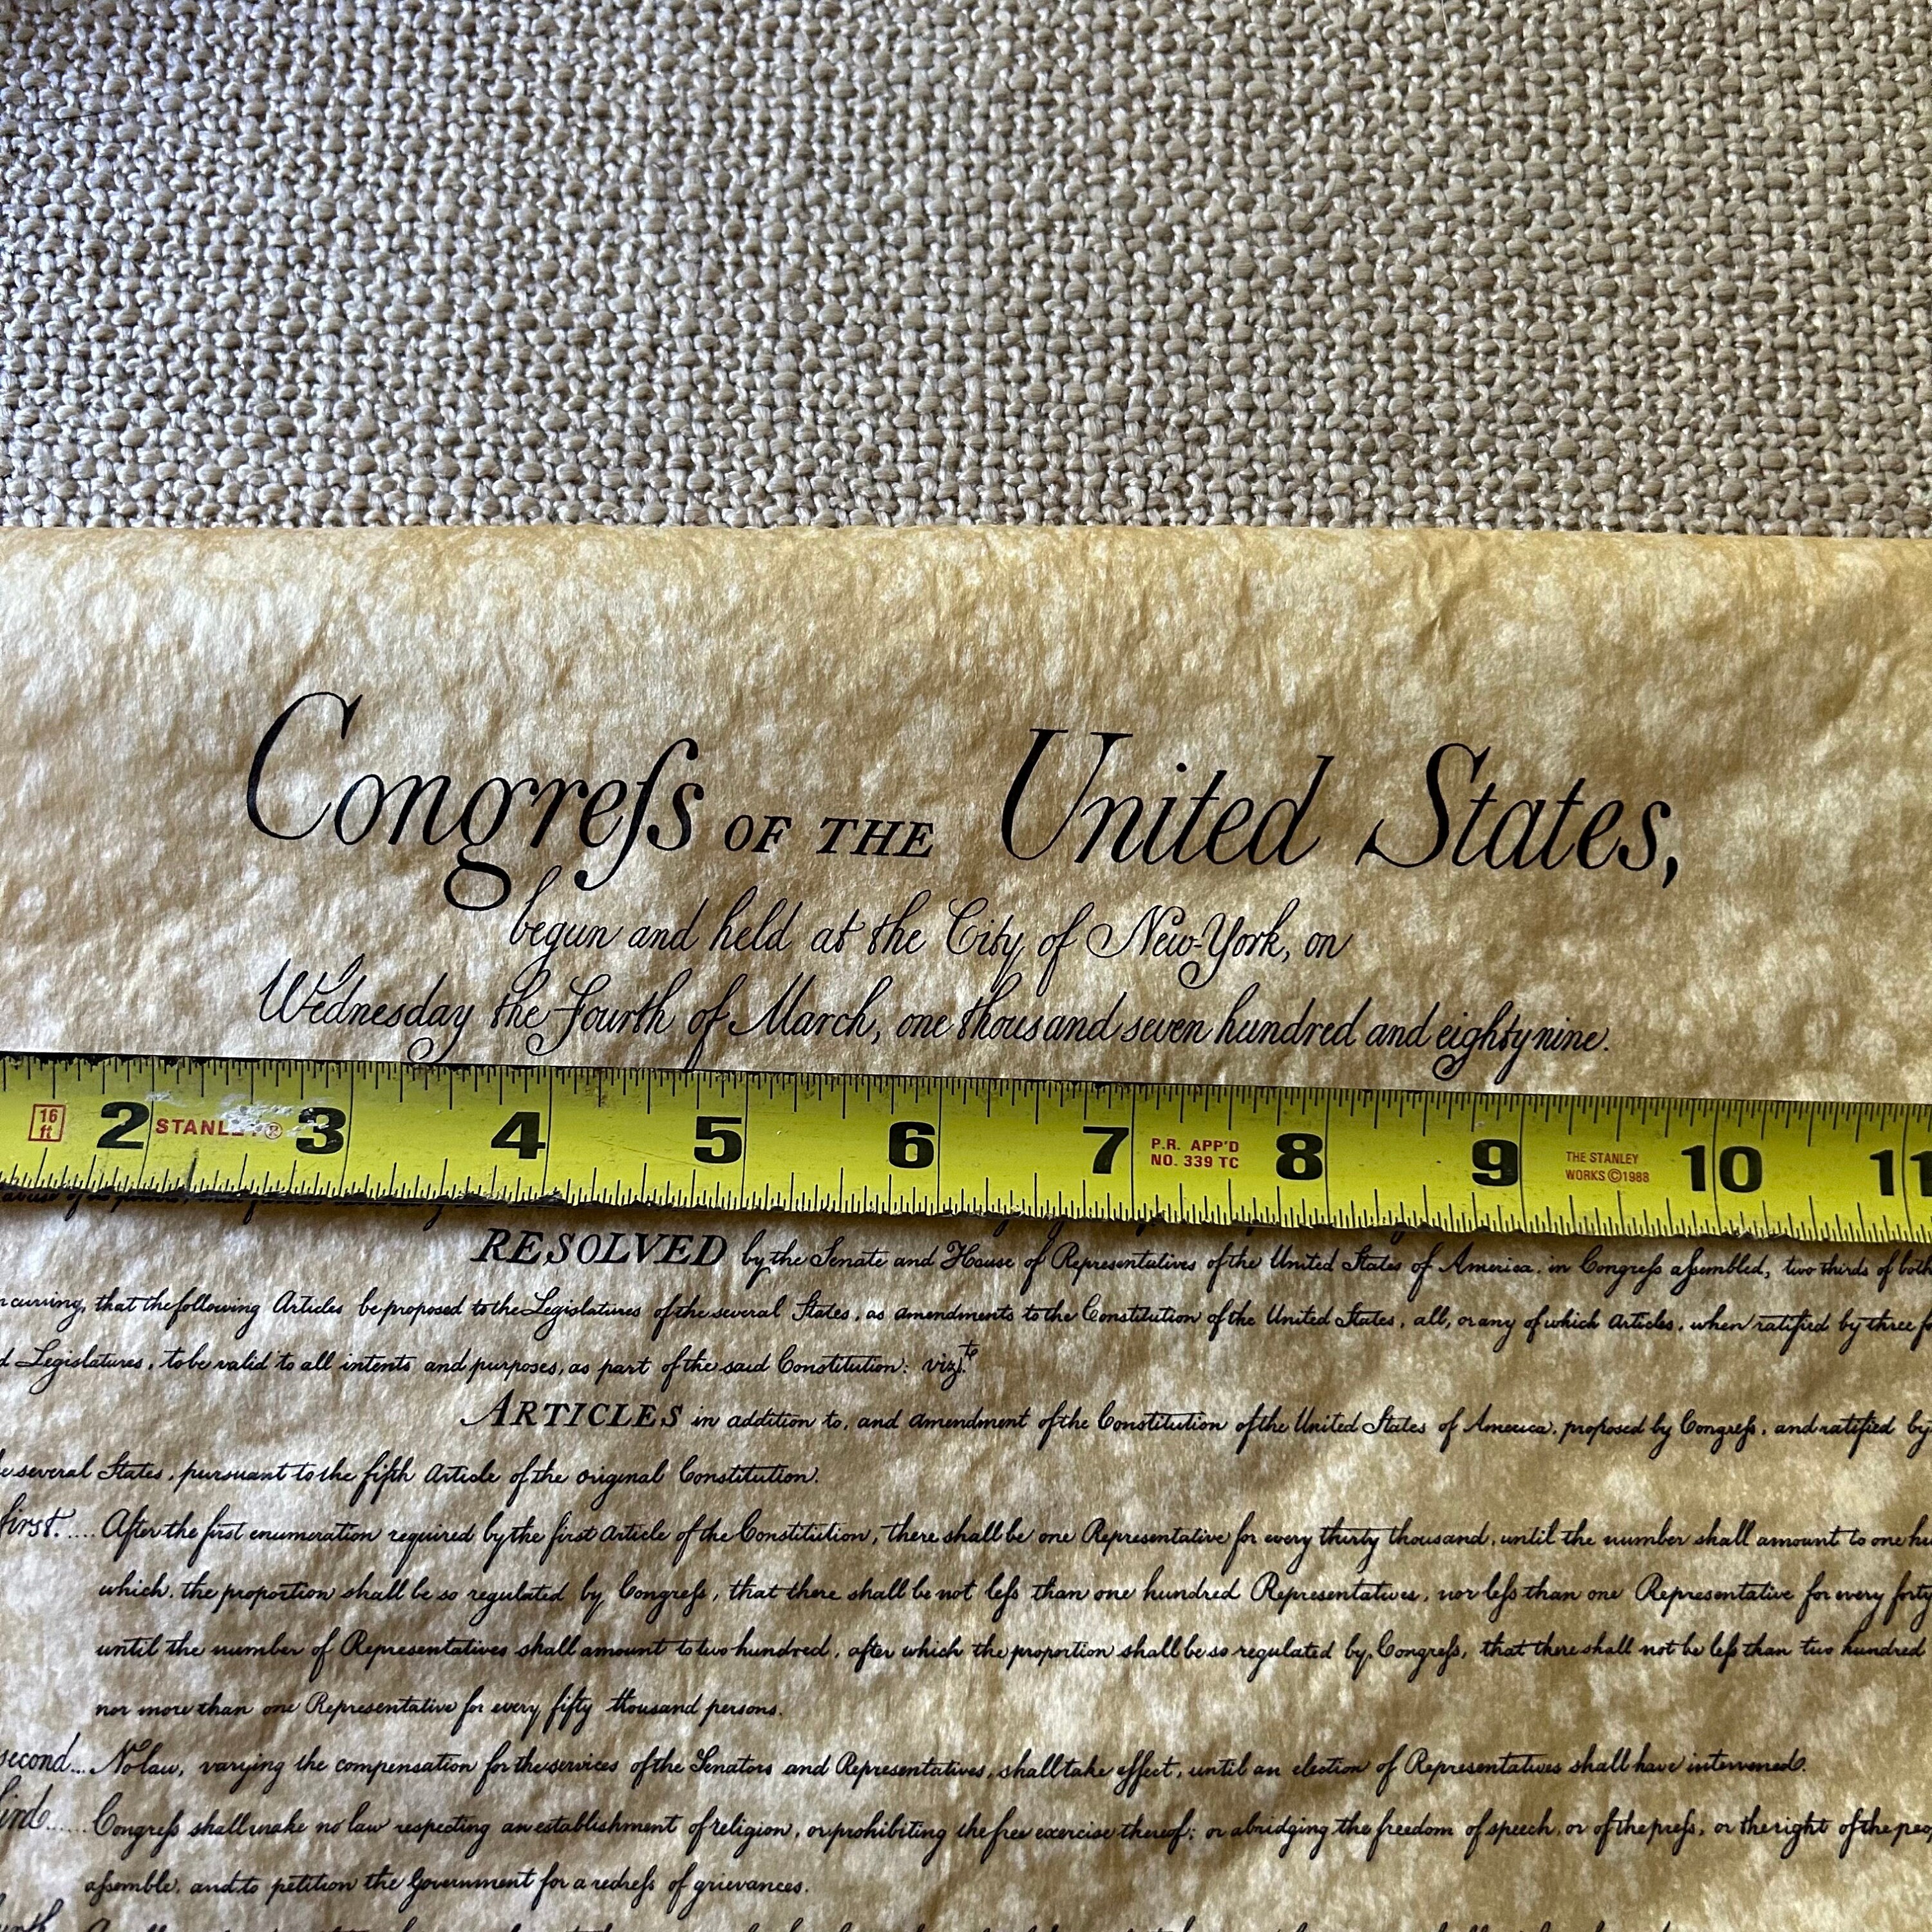 Congreſs OF THE United States,
begun and held at the City of New-York, on
Wednesday the Fourth of March, one thousand seven hundred and eighty nine.
16 ft 2 STANLEY® 3 4 5 6 7 P.R. APP'D NO. 339 TC 8 9 THE STANLEY WORKS ©1988 10 11
RESOLVED by the Senate and House of Representatives of the United States of America, in Congreſs aſsembled, two thirds of both
that the following Articles be proposed to the Legislatures of the several States, as amendments to the Constitution of the United States, all, or any of which Articles, when ratified by three
Legislatures, to be valid to all intents and purposes, as part of the said Constitution: vizt.
ARTICLES in addition to, and amendment of the Constitution of the United States of America, proposed by Congreſs, and ratified by
several States, pursuant to the fifth Article of the original Constitution.
first.... After the first enumeration required by the first Article of the Constitution, there shall be one Representative for every thirty thousand, until the number shall amount to one
which, the proportion shall be so regulated by Congreſs, that there shall be not leſs than one hundred Representatives, nor leſs than one Representative for every forty
until the number of Representatives shall amount to two hundred, after which the proportion shall be so regulated by Congreſs, that there shall not be leſs than two hundred
nor more than one Representative for every fifty thousand persons.
second... No law, varying the compensation for the services of the Senators and Representatives, shall take effect, until an election of Representatives shall have intervened.
Congreſs shall make no law respecting an establishment of religion, or prohibiting the free exercise thereof; or abridging the freedom of speech, or of the preſs, or the right of the
aſsemble, and to petition the Government for a redreſs of grievances.